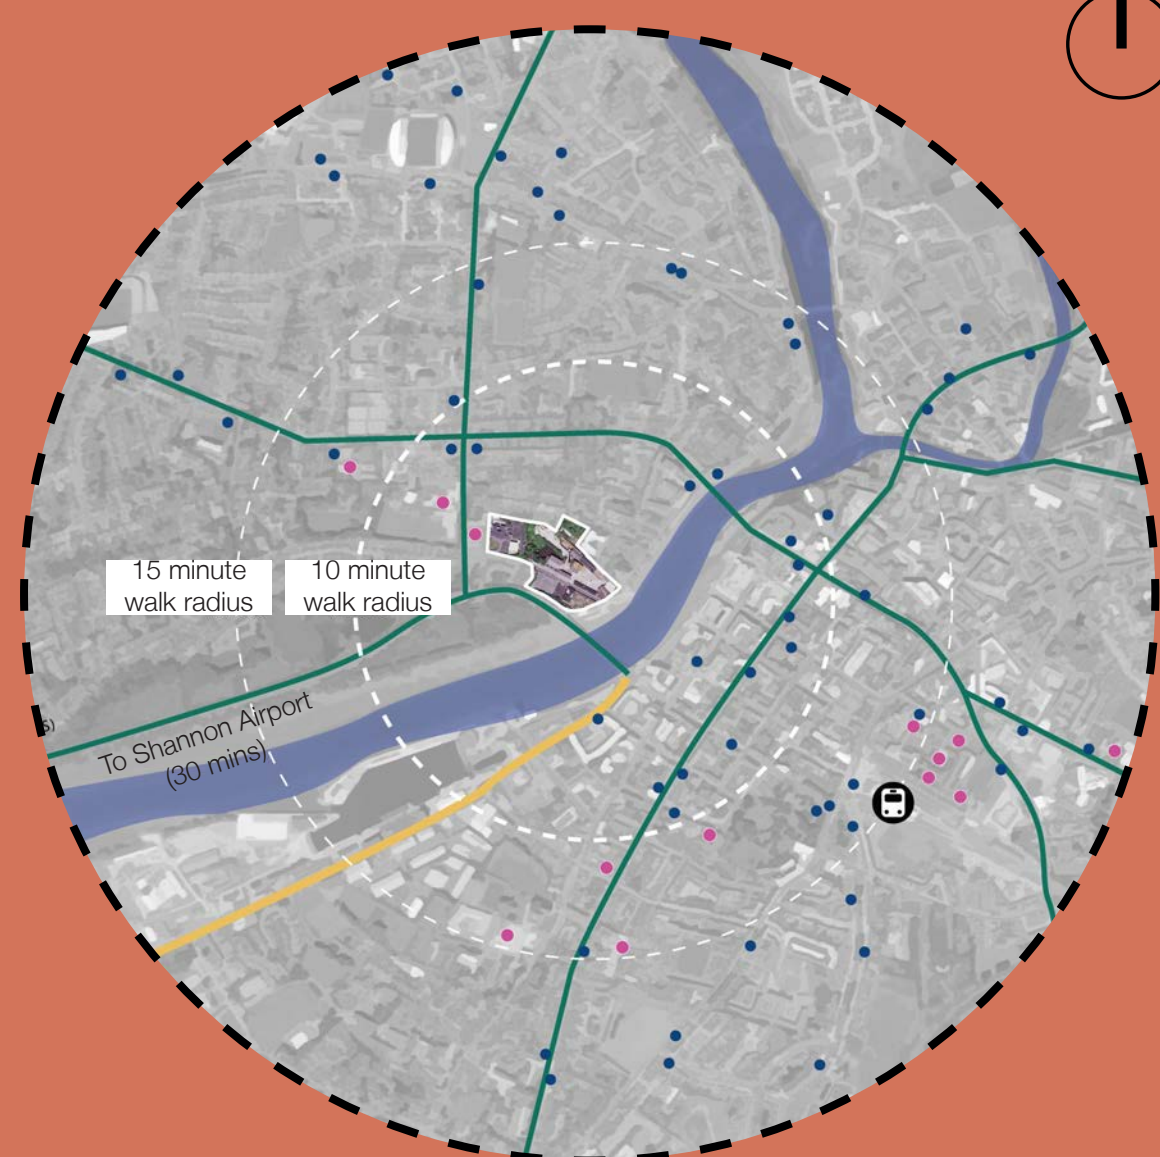 15 minute
walk radius
10 minute
walk radius
To Shannon Airport
(30 mins)
s)